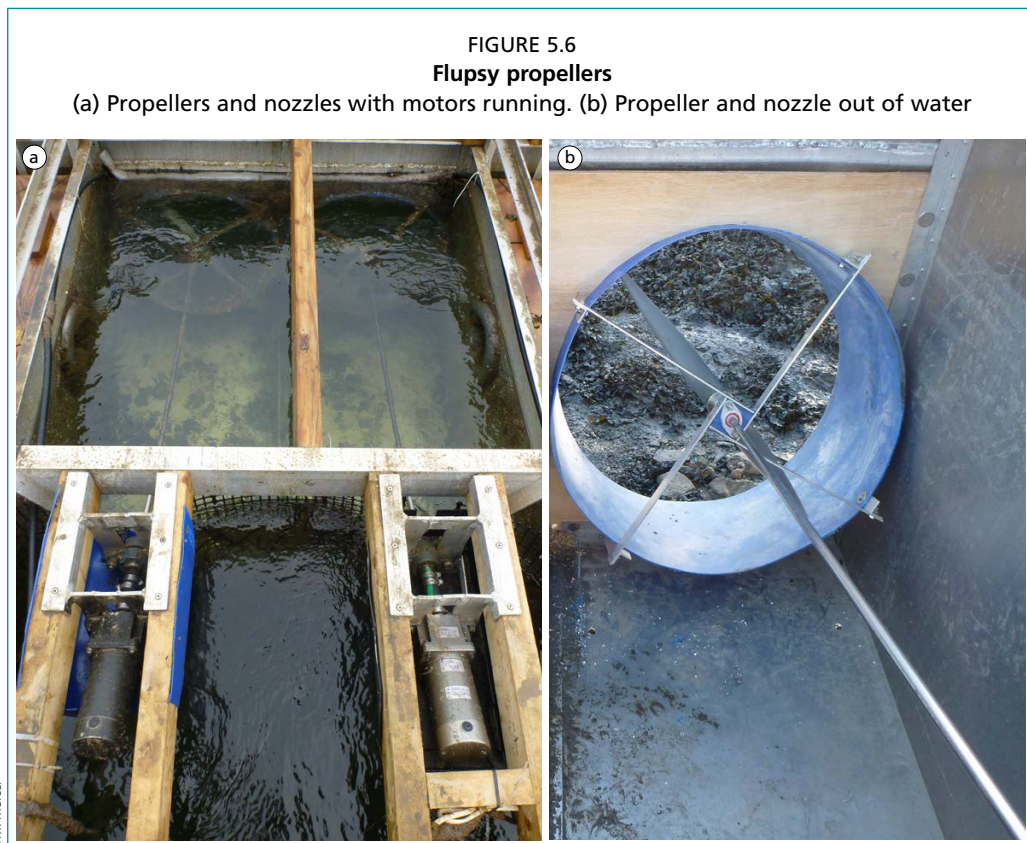 FIGURE 5.6
Flupsy propellers
(a) Propellers and nozzles with motors running. (b) Propeller and nozzle out of water
a
b